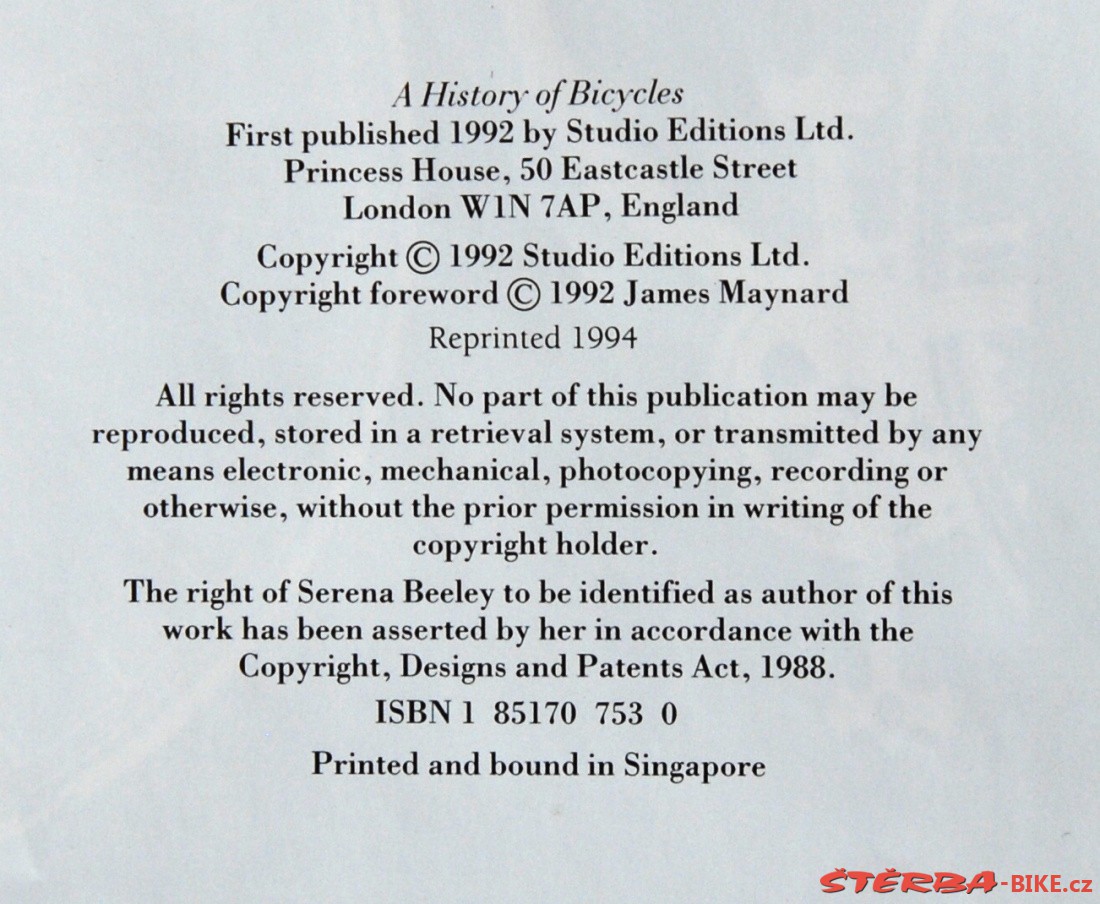 A History of Bicycles
First published 1992 by Studio Editions Ltd.
Princess House, 50 Eastcastle Street
London W1N 7AP, England
Copyright © 1992 Studio Editions Ltd.
Copyright foreword © 1992 James Maynard
Reprinted 1994
All rights reserved. No part of this publication may be
reproduced, stored in a retrieval system, or transmitted by any
means electronic, mechanical, photocopying, recording or
otherwise, without the prior permission in writing of the
copyright holder.
The right of Serena Beeley to be identified as author of this
work has been asserted by her in accordance with the
Copyright, Designs and Patents Act, 1988.
ISBN 1 85170 753 0
Printed and bound in Singapore
ŠTĚRBA-BIKE.cz